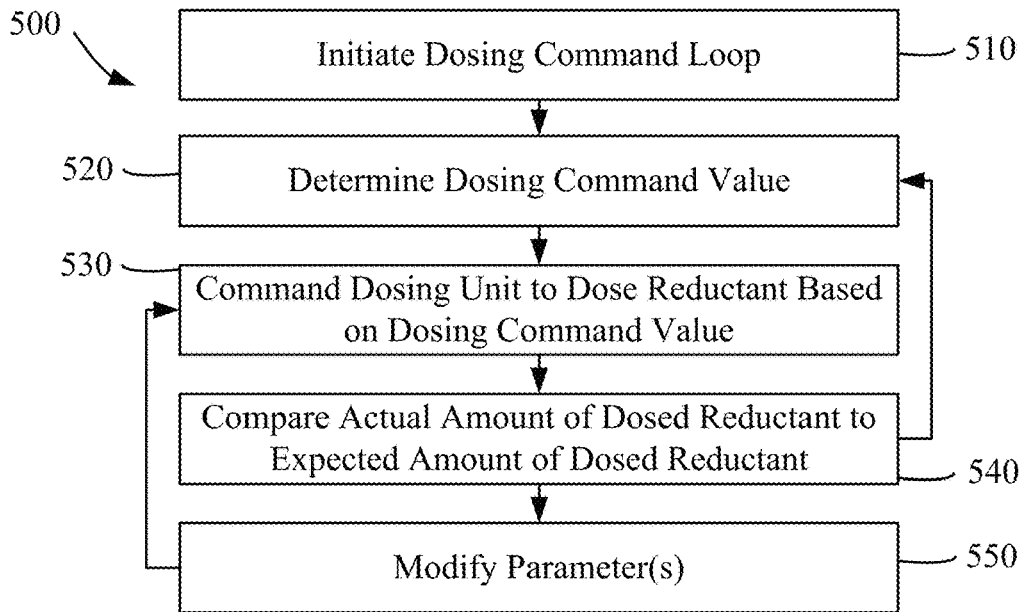 500
Initiate Dosing Command Loop
510
520
Determine Dosing Command Value
530
Command Dosing Unit to Dose Reductant Based
on Dosing Command Value
Compare Actual Amount of Dosed Reductant to
Expected Amount of Dosed Reductant
540
Modify Parameter(s)
550